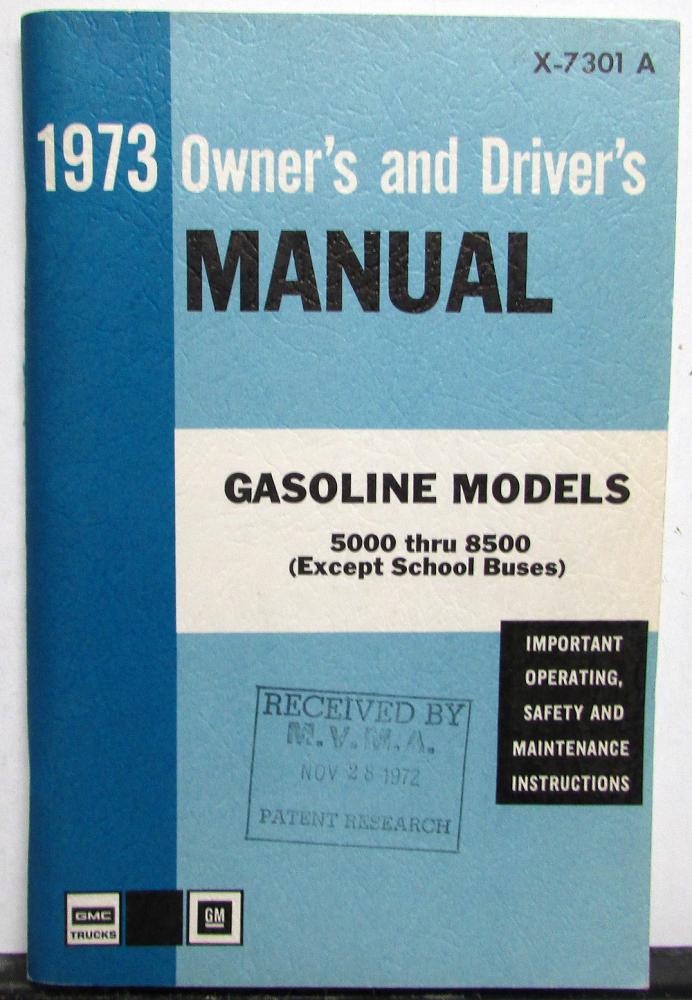 X-7301 A
1973 Owner's and Driver's
MANUAL
GASOLINE MODELS
5000 thru 8500
(Except School Buses)
IMPORTANT
OPERATING,
SAFETY AND
MAINTENANCE
INSTRUCTIONS
RECEIVED BY
M.V.M.A.
NOV 28 1972
PATENT RESEARCH
GMC
TRUCKS
GM